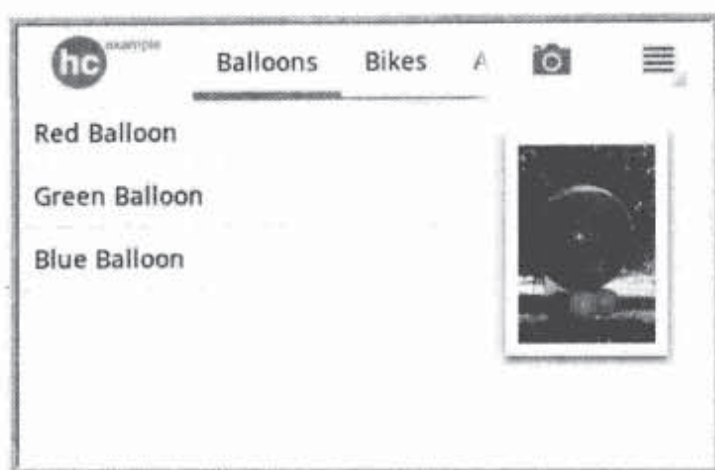 hc example
Balloons Bikes A
Red Balloon
Green Balloon
Blue Balloon